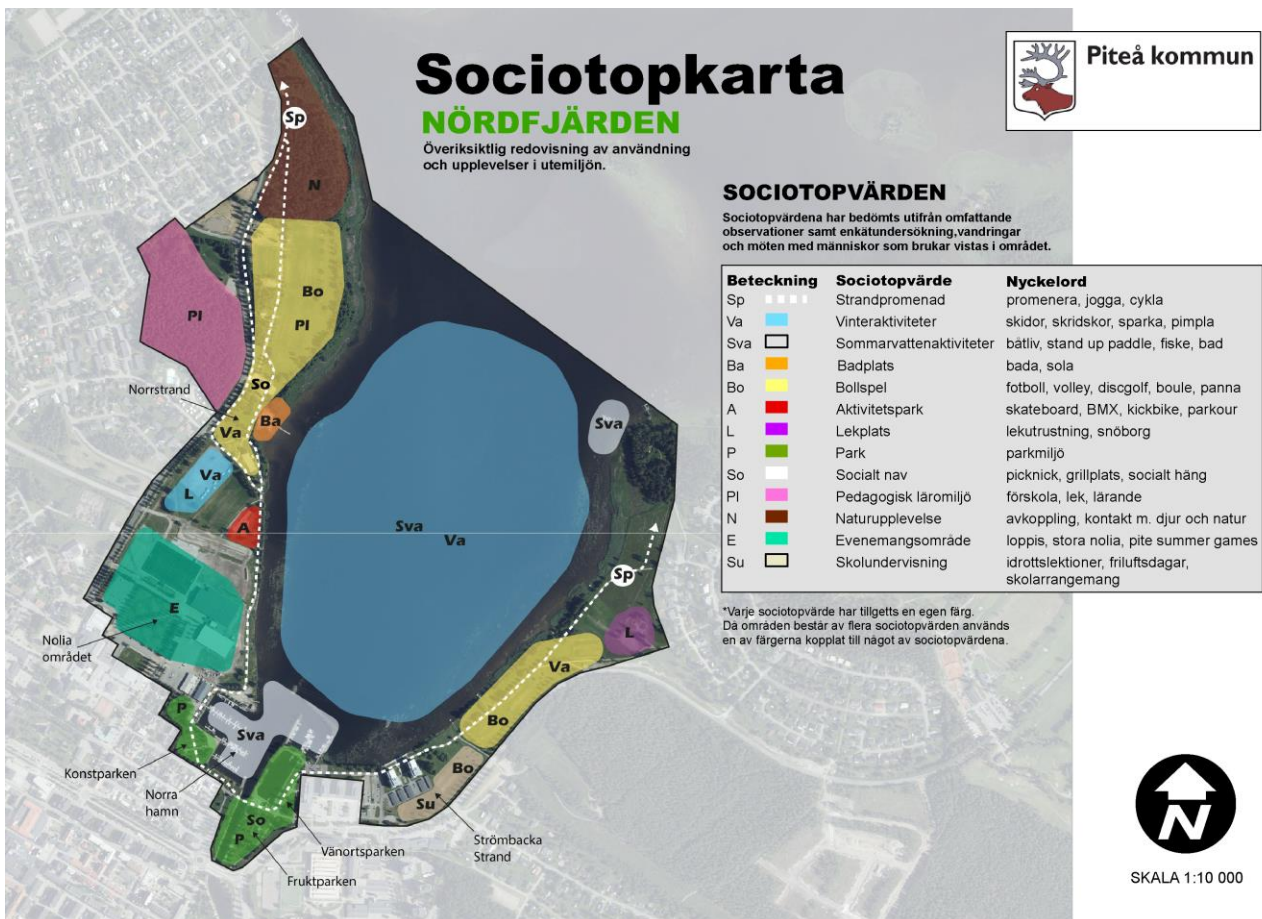 Sociotopkarta
NÖRDFJÄRDEN
Överiksiktlig redovisning av användning
och upplevelser i utemiljön.
Piteå kommun
SOCIOTOPVÄRDEN
Sociotopvärdena har bedömts utifrån omfattande
observationer samt enkätundersökning,vandringar
och möten med människor som brukar vistas i området.
Beteckning Sociotopvärde Nyckelord
Sp Strandpromenad promenera, jogga, cykla
Va Vinteraktiviteter skidor, skridskor, sparka, pimpla
Sva Sommarvattenaktiviteter båtliv, stand up paddle, fiske, bad
Ba Badplats bada, sola
Bo Bollspel fotboll, volley, discgolf, boule, panna
A Aktivitetspark skateboard, BMX, kickbike, parkour
L Lekplats lekutrustning, snöborg
P Park parkmiljö
So Socialt nav picknick, grillplats, socialt häng
Pl Pedagogisk läromiljö förskola, lek, lärande
N Naturupplevelse avkoppling, kontakt m. djur och natur
E Evenemangsområde loppis, stora nolia, pite summer games
Su Skolundervisning idrottslektioner, friluftsdagar,
skolarrangemang
*Varje sociotopvärde har tillgetts en egen färg.
Då områden består av flera sociotopvärden används
en av färgerna kopplat till något av sociotopvärdena.
Sp
N
Bo
Pl
Pl
Norrstrand
So
Ba
Va
Va
L
A
Sva
Sva
Va
E
Nolia
området
Sp
L
Va
Bo
P
Sva
Konstparken
Norra
hamn
Bo
Su
So
P
Vänortsparken
Fruktparken
Strömbacka
Strand
N
SKALA 1:10 000